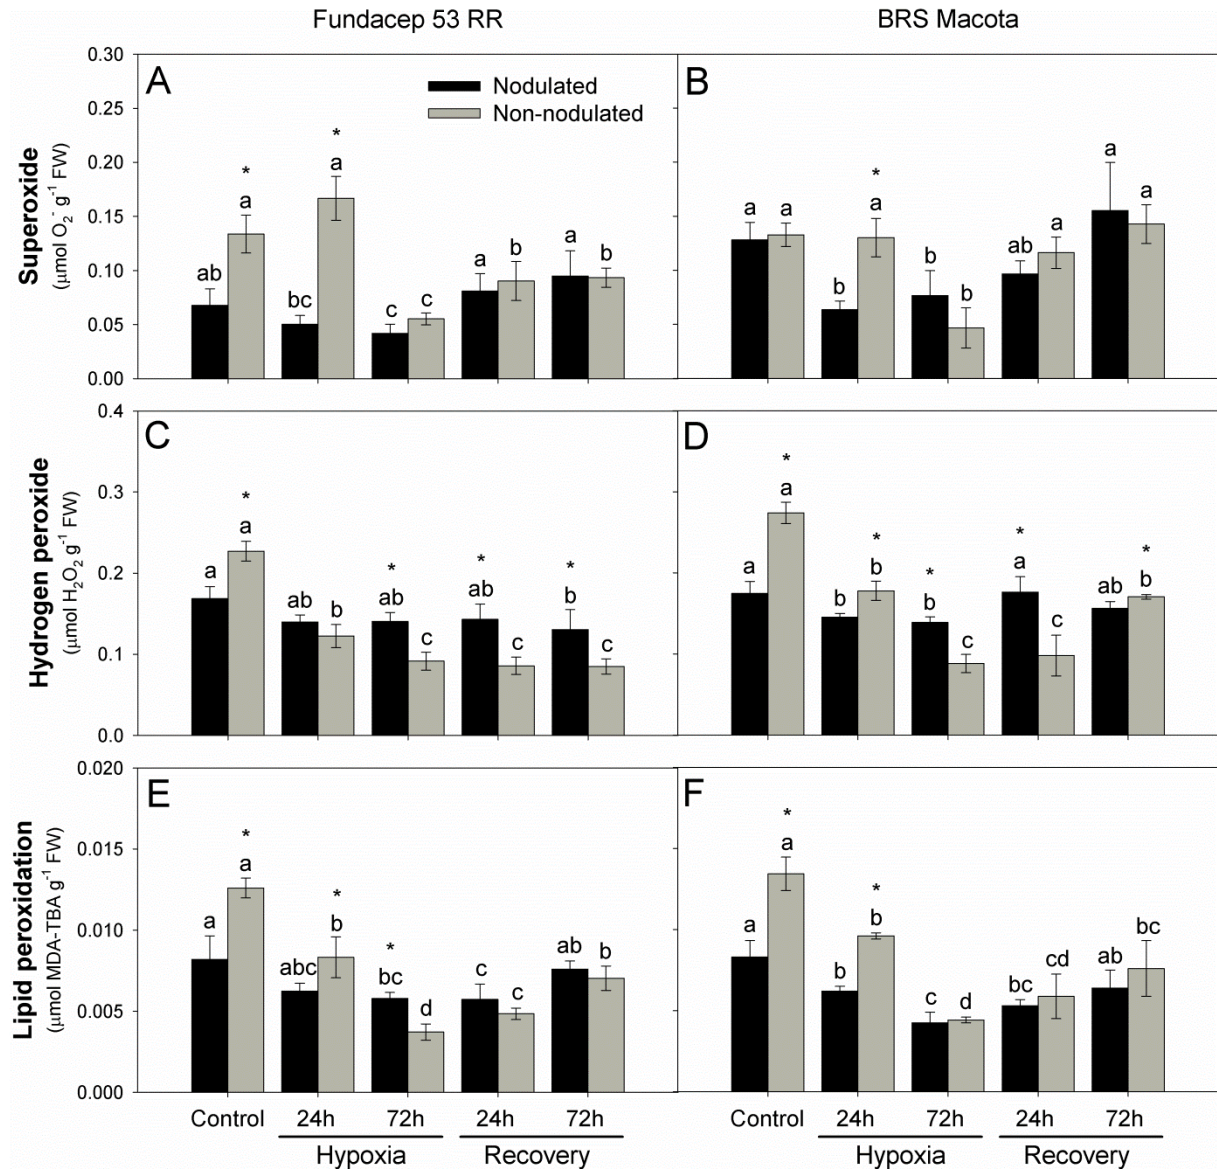 Fundacep 53 RR
BRS Macota
A
Nodulated
Non-nodulated
B
Superoxide
(μmol O₂⁻ g⁻¹ FW)
0.30
0.25
0.20
0.15
0.10
0.05
0.00
ab
*
a
bc
*
a
c
c
a
b
a
b
a
a
b
*
a
b
b
ab
a
a
a
C
D
Hydrogen peroxide
(μmol H₂O₂ g⁻¹ FW)
0.4
0.3
0.2
0.1
0.0
a
*
a
ab
b
*
ab
c
*
ab
c
*
b
c
a
*
a
b
*
b
*
b
c
*
a
c
ab
*
b
E
F
Lipid peroxidation
(μmol MDA-TBA g⁻¹ FW)
0.020
0.015
0.010
0.005
0.000
a
*
a
abc
*
b
*
bc
d
c
c
ab
b
a
*
a
b
*
b
c
d
bc
cd
ab
bc
Control 24h 72h 24h 72h
Hypoxia Recovery
Control 24h 72h 24h 72h
Hypoxia Recovery